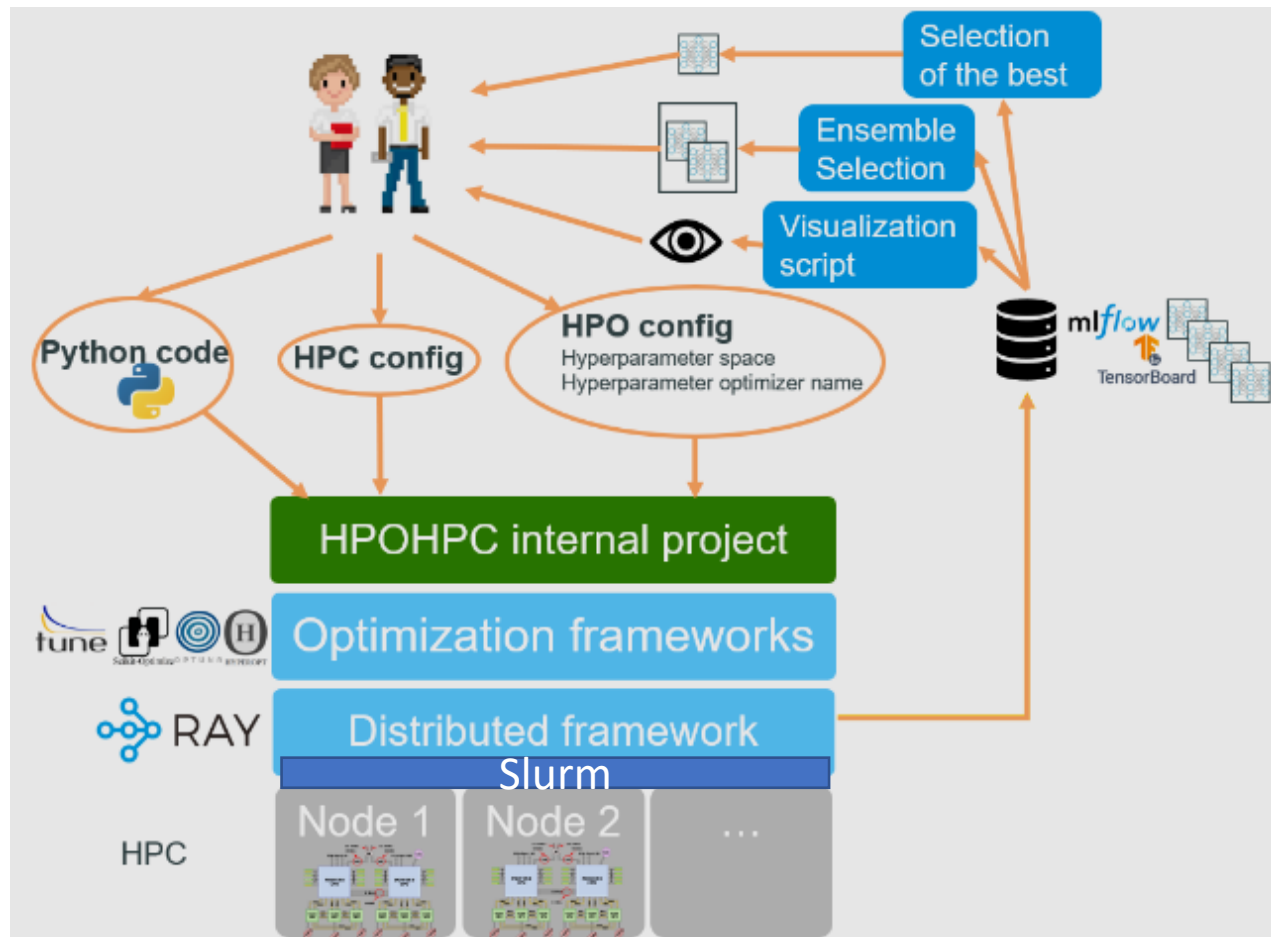 Selection
of the best
Ensemble
Selection
Visualization
script
Python code
HPC config
HPO config
Hyperparameter space
Hyperparameter optimizer name
mlflow
TensorBoard
HPOHPC internal project
tune
Optimization frameworks
RAY
Distributed framework
Slurm
HPC
Node 1
Node 2
...